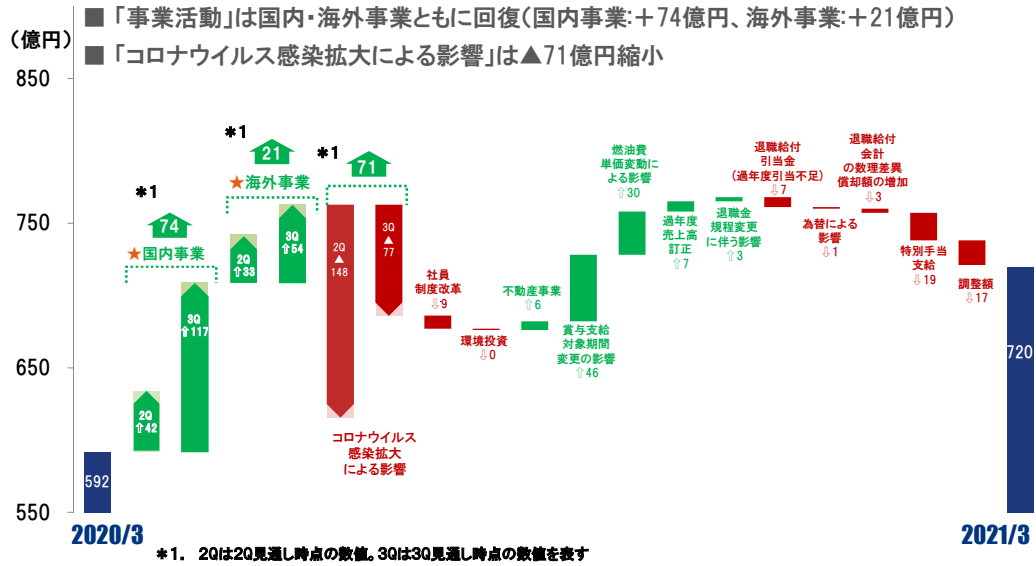 ■ 「事業活動」は国内・海外事業ともに回復(国内事業:＋74億円、海外事業:＋21億円)
■ 「コロナウイルス感染拡大による影響」は▲71億円縮小
(億円)
850
750
650
550
592
2020/3
＊1
74
★国内事業
2Q
⇧42
3Q
⇧117
＊1
21
★海外事業
2Q
⇧33
3Q
⇧54
＊1
71
2Q
▲
148
3Q
▲
77
コロナウイルス
感染拡大
による影響
社員
制度改革
⇩9
環境投資
⇩0
不動産事業
⇧6
賞与支給
対象期間
変更の影響
⇧46
燃油費
単価変動に
よる影響
⇧30
過年度
売上高
訂正
⇧7
退職金
規程変更
に伴う影響
⇧3
退職給付
引当金
(過年度引当不足)
⇩7
為替による
影響
⇩1
退職給付
会計
の数理差異
償却額の増加
⇩3
特別手当
支給
⇩19
調整額
⇩17
720
2021/3
＊1. 2Qは2Q見通し時点の数値。3Qは3Q見通し時点の数値を表す